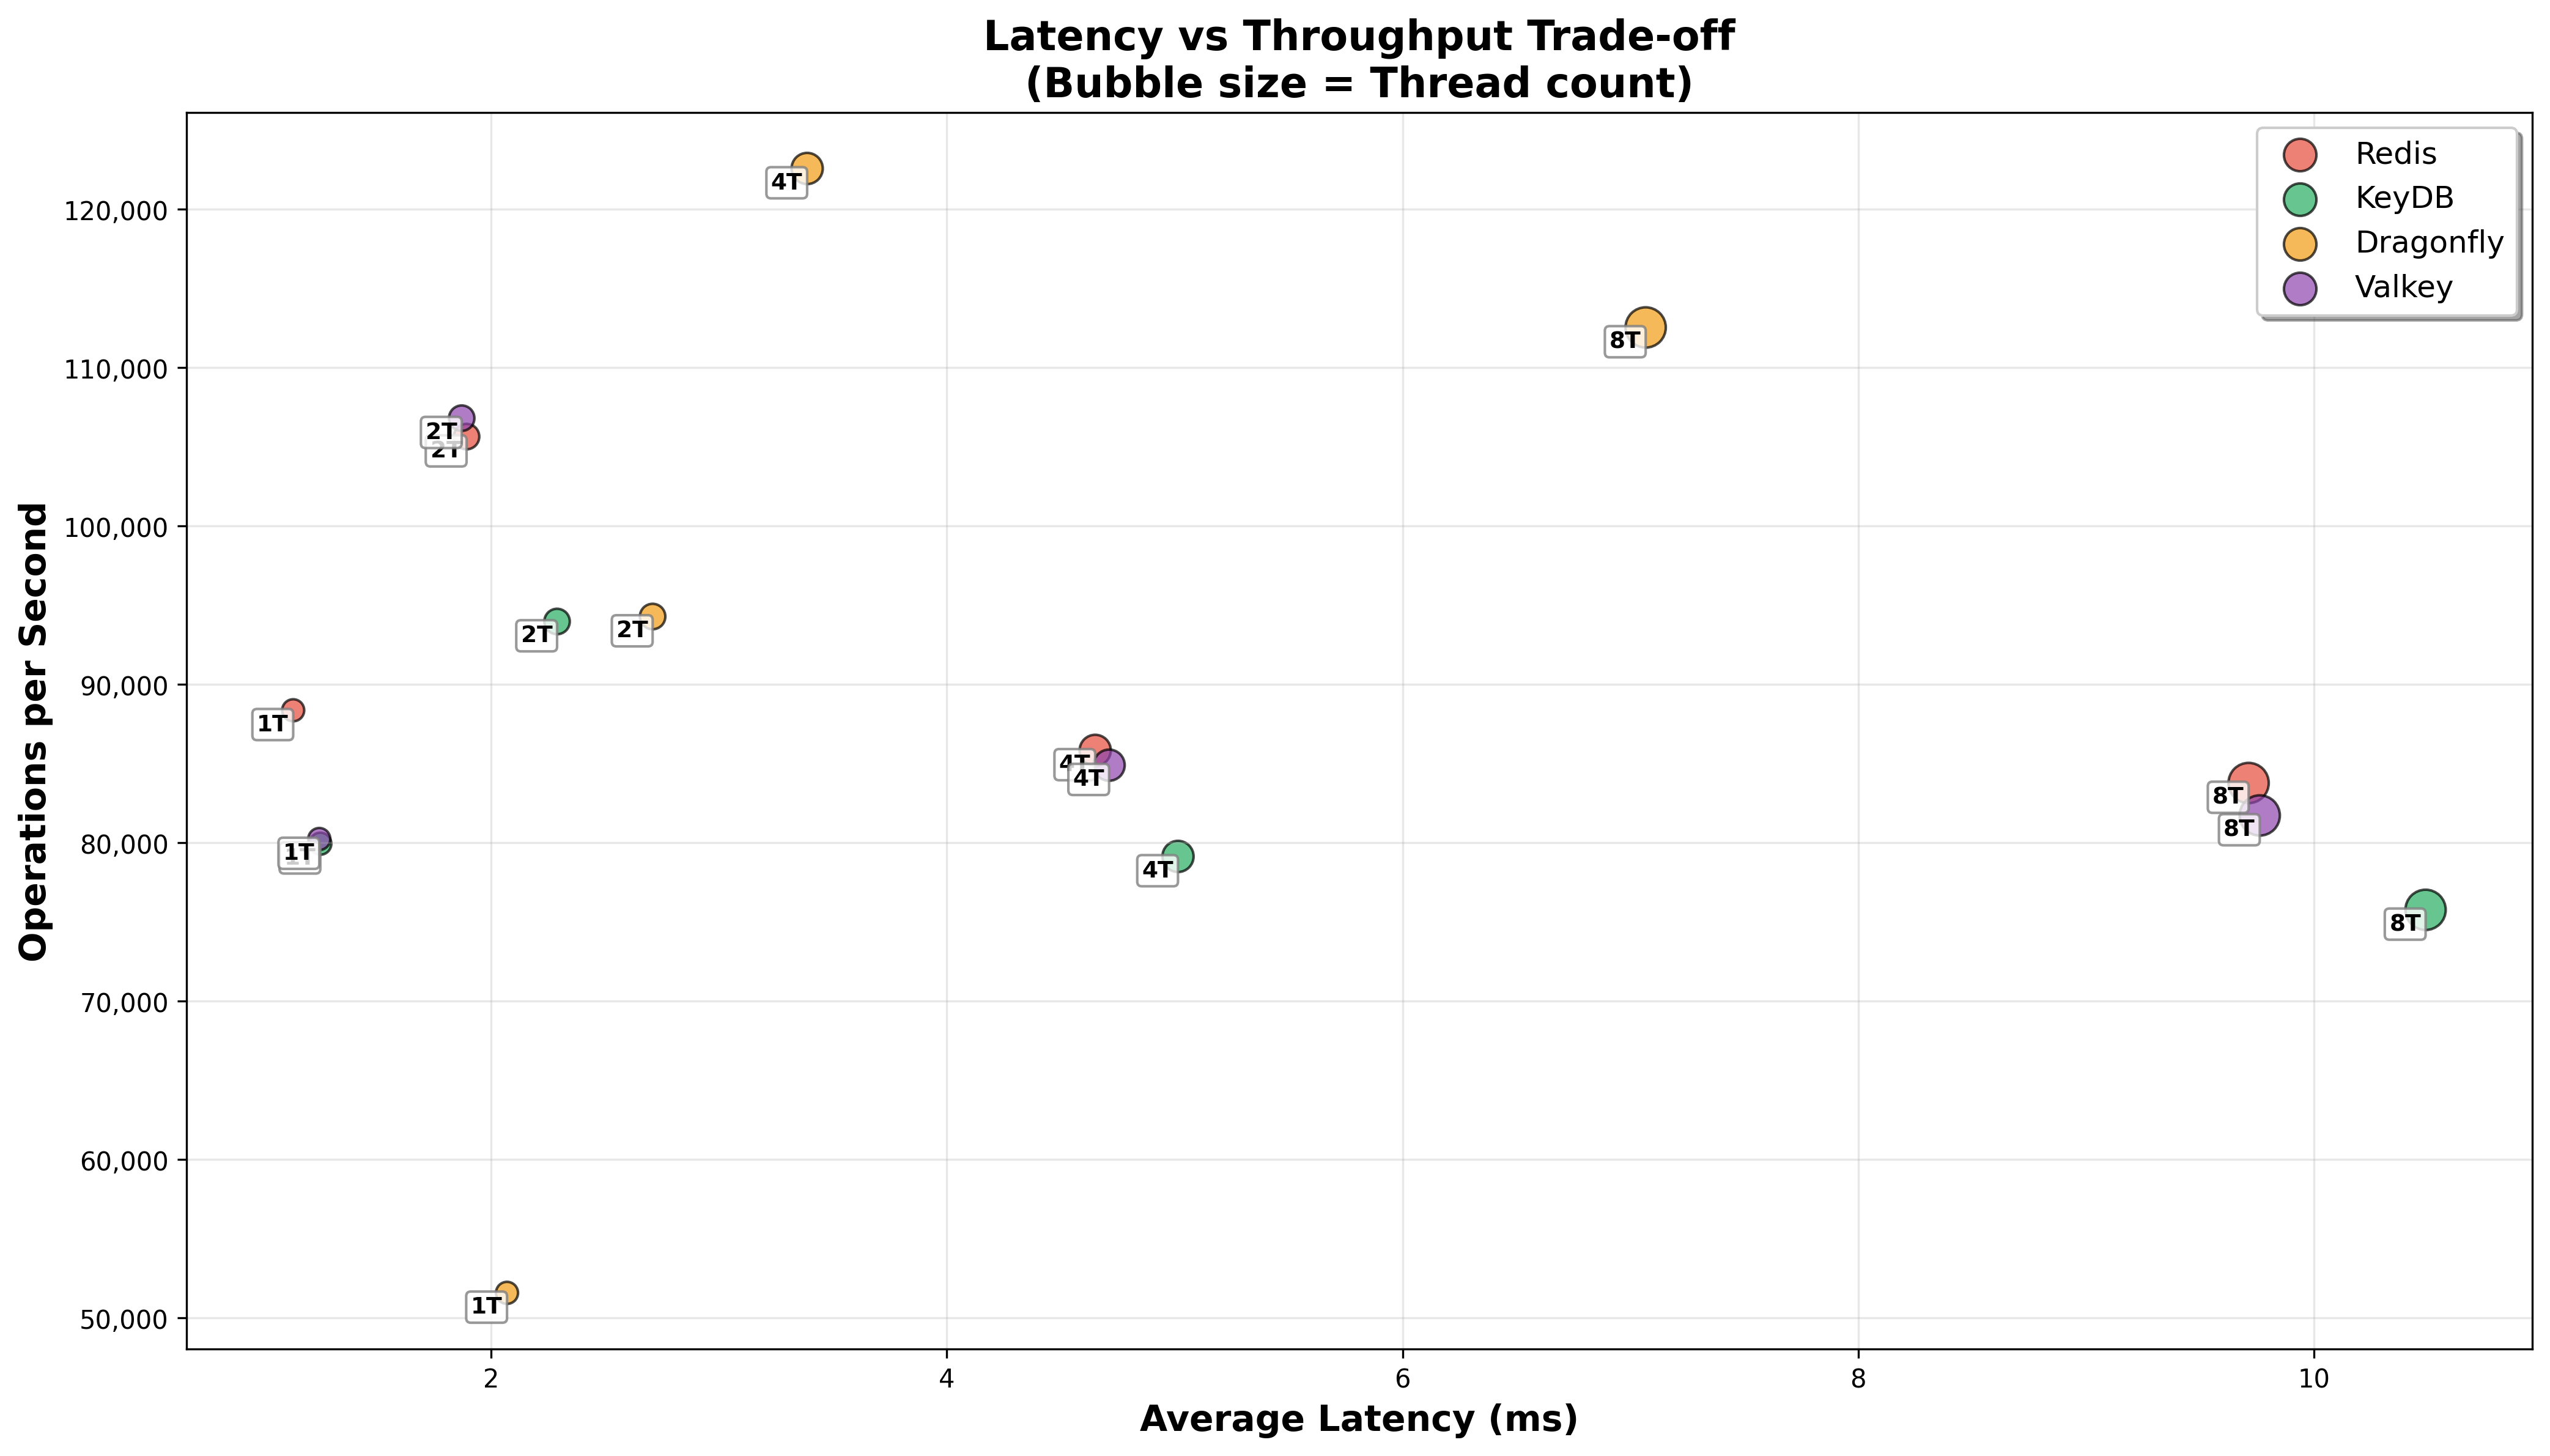 Latency vs Throughput Trade-off
(Bubble size = Thread count)
Redis
KeyDB
Dragonfly
Valkey
Operations per Second
120,000
110,000
100,000
90,000
80,000
70,000
60,000
50,000
4T
8T
2T
2T
2T
2T
1T
4T
4T
8T
8T
1T
1T
4T
8T
1T
2
4
6
8
10
Average Latency (ms)